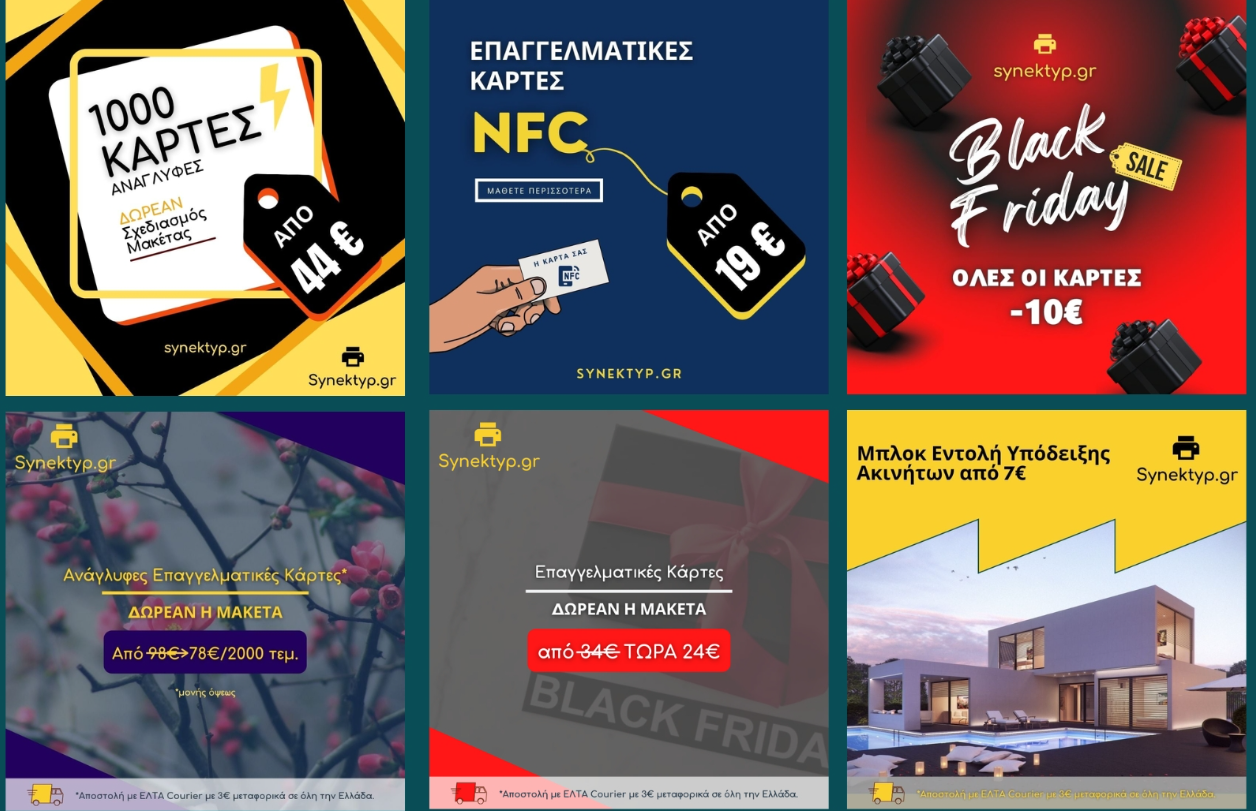 1000
ΚΑΡΤΕΣ
ΑΝΑΓΛΥΦΕΣ
ΔΩΡΕΑΝ
Σχεδιασμός
Μακέτας
ΑΠΟ
44 €
synektyp.gr
Synektyp.gr
ΕΠΑΓΓΕΛΜΑΤΙΚΕΣ
ΚΑΡΤΕΣ
NFC
ΜΑΘΕΤΕ ΠΕΡΙΣΣΟΤΕΡΑ
ΑΠΟ
19 €
Η ΚΑΡΤΑ ΣΑΣ
NFC
SYNEKTYP.GR
synektyp.gr
Black
Friday
SALE
ΟΛΕΣ ΟΙ ΚΑΡΤΕΣ
-10€
Synektyp.gr
Ανάγλυφες Επαγγελματικές Κάρτες*
ΔΩΡΕΑΝ Η ΜΑΚΕΤΑ
Από 98€→78€/2000 τεμ.
*μονής όψεως
*Αποστολή με ΕΛΤΑ Courier με 3€ μεταφορικά σε όλη την Ελλάδα.
Synektyp.gr
Επαγγελματικές Κάρτες
ΔΩΡΕΑΝ Η ΜΑΚΕΤΑ
από 34€ ΤΩΡΑ 24€
BLACK FRIDA
*Αποστολή με ΕΛΤΑ Courier με 3€ μεταφορικά σε όλη την Ελλάδα.
Μπλοκ Εντολή Υπόδειξης
Ακινήτων από 7€
Synektyp.gr
*Αποστολή με ΕΛΤΑ Courier με 3€ μεταφορικά σε όλη την Ελλάδα.